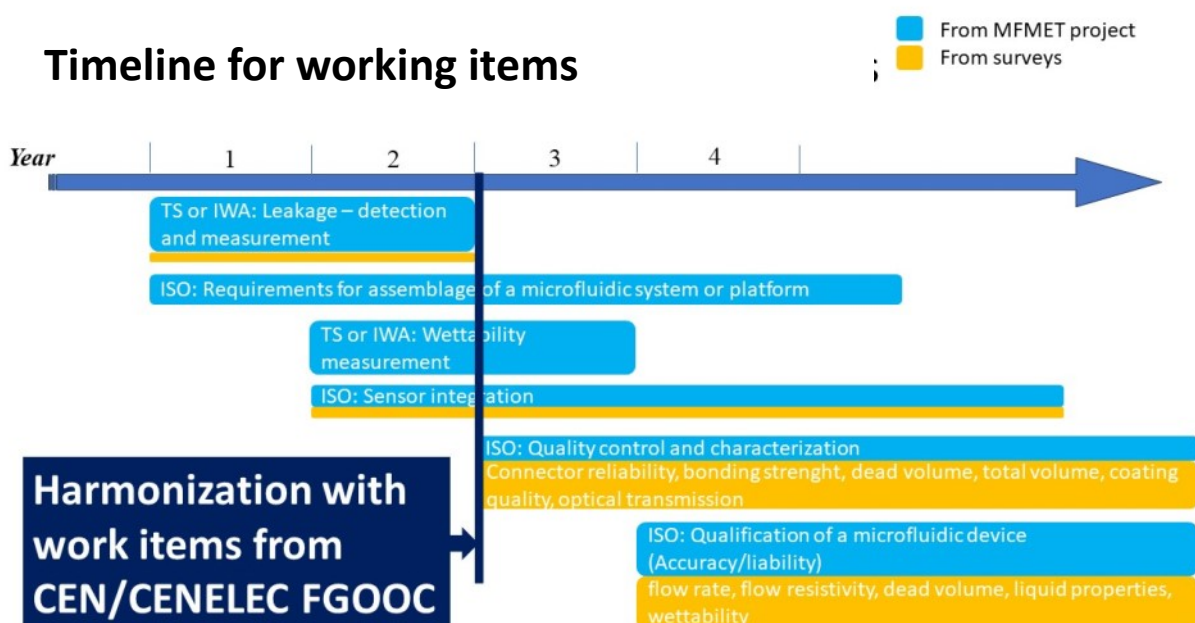 From MFMET project
From surveys
Timeline for working items
Year 1 2 3 4
TS or IWA: Leakage – detection
and measurement
ISO: Requirements for assemblage of a microfluidic system or platform
TS or IWA: Wettability
measurement
ISO: Sensor integration
ISO: Quality control and characterization
Connector reliability, bonding strenght, dead volume, total volume, coating
quality, optical transmission
Harmonization with
work items from
CEN/CENELEC FGOOC
ISO: Qualification of a microfluidic device
(Accuracy/liability)
flow rate, flow resistivity, dead volume, liquid properties,
wettability